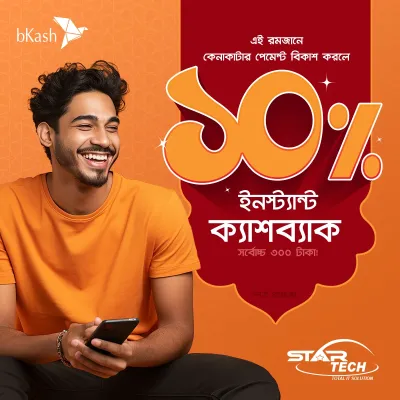 bKash
এই রমজানে
কেনাকাটার পেমেন্ট বিকাশ করলে
১০%
ইনস্ট্যান্ট
ক্যাশব্যাক
সর্বোচ্চ ৩০০ টাকা!
STAR
TECH
TOTAL IT SOLUTION